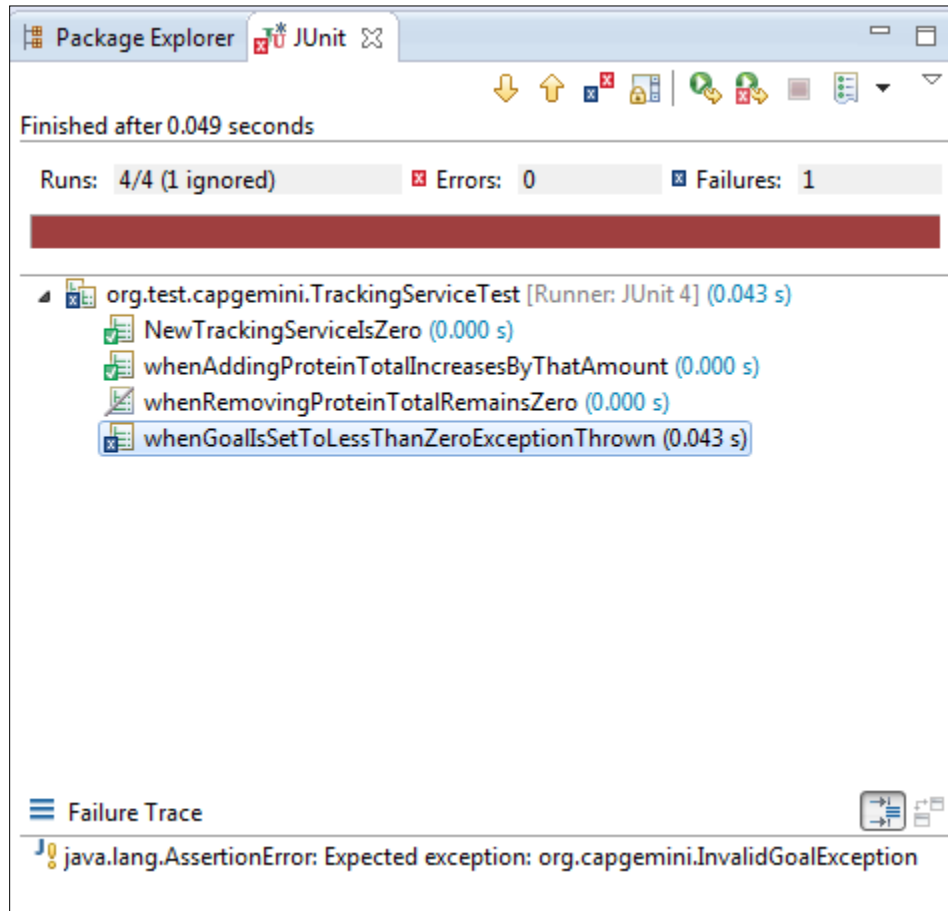 Package Explorer JUnit
Finished after 0.049 seconds
Runs: 4/4 (1 ignored) Errors: 0 Failures: 1
org.test.capgemini.TrackingServiceTest [Runner: JUnit 4] (0.043 s)
NewTrackingServiceIsZero (0.000 s)
whenAddingProteinTotalIncreasesByThatAmount (0.000 s)
whenRemovingProteinTotalRemainsZero (0.000 s)
whenGoalIsSetToLessThanZeroExceptionThrown (0.043 s)
Failure Trace
java.lang.AssertionError: Expected exception: org.capgemini.InvalidGoalException